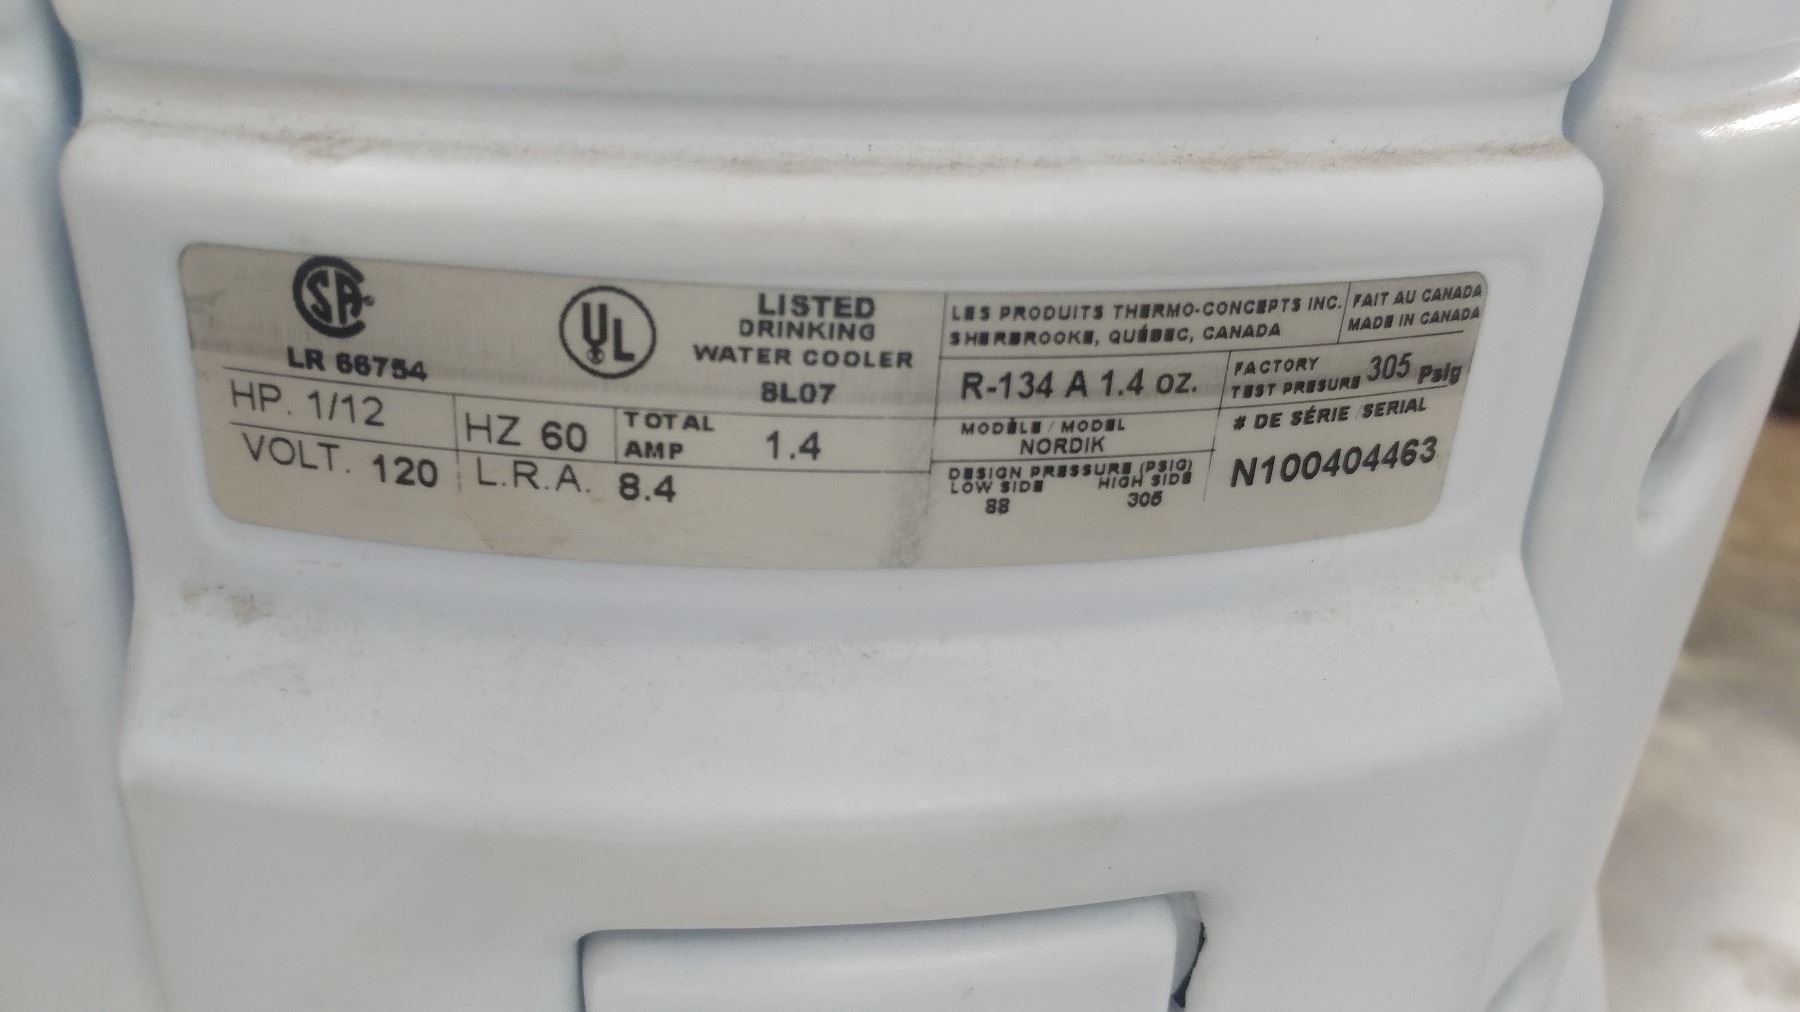 SA
LR 66754
UL
LISTED
DRINKING
WATER COOLER
8L07
HP. 1/12
HZ 60
TOTAL
AMP
1.4
VOLT. 120
L.R.A. 8.4
LES PRODUITS THERMO-CONCEPTS INC.
SHERBROOKE, QUÉBEC, CANADA
FAIT AU CANADA
MADE IN CANADA
R-134 A 1.4 OZ.
FACTORY
TEST PRESURE 305 Psig
MODÈLE / MODEL
NORDIK
# DE SÉRIE / SERIAL
N100404463
DESIGN PRESSURE (PSIG)
LOW SIDE HIGH SIDE
88 305